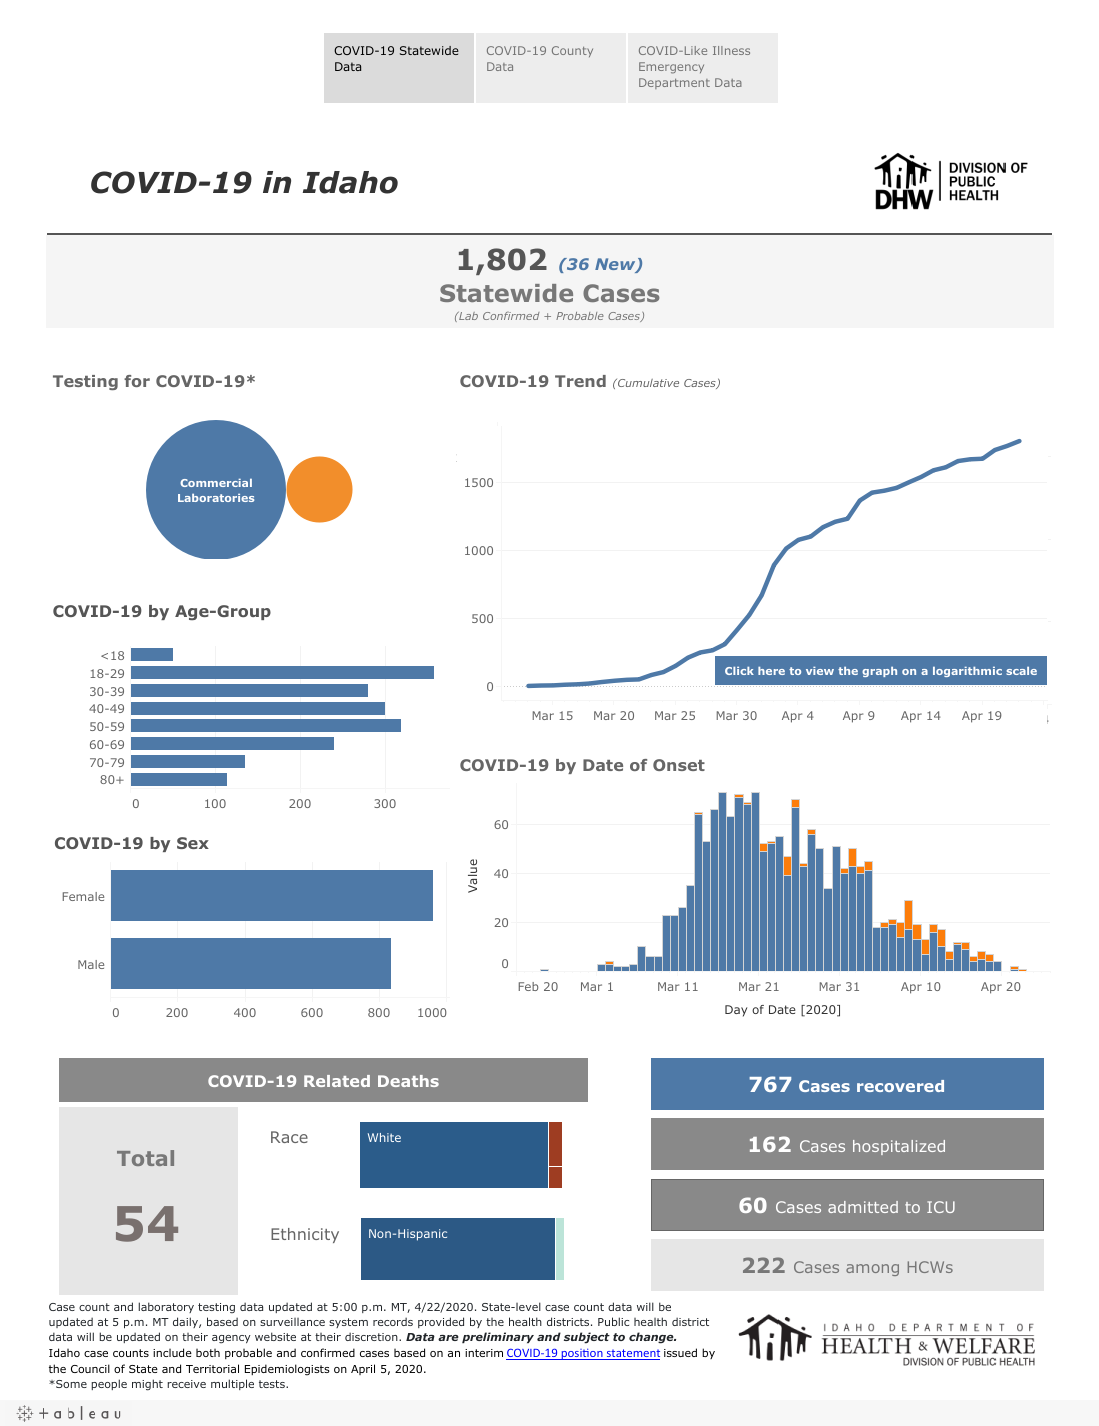 COVID-19 Statewide
Data
COVID-19 County
Data
COVID-Like Illness
Emergency
Department Data
COVID-19 in Idaho
DHW
DIVISION OF
PUBLIC
HEALTH
1,802 (36 New)
Statewide Cases
(Lab Confirmed + Probable Cases)
Testing for COVID-19*
Commercial
Laboratories
COVID-19 Trend (Cumulative Cases)
1500
1000
500
0
Click here to view the graph on a logarithmic scale
Mar 15 Mar 20 Mar 25 Mar 30 Apr 4 Apr 9 Apr 14 Apr 19
COVID-19 by Age-Group
<18
18-29
30-39
40-49
50-59
60-69
70-79
80+
0 100 200 300
COVID-19 by Sex
Female
Male
0 200 400 600 800 1000
COVID-19 by Date of Onset
Value
60
40
20
0
Feb 20 Mar 1 Mar 11 Mar 21 Mar 31 Apr 10 Apr 20
Day of Date [2020]
COVID-19 Related Deaths
Total
54
Race
White
Ethnicity
Non-Hispanic
767 Cases recovered
162 Cases hospitalized
60 Cases admitted to ICU
222 Cases among HCWs
Case count and laboratory testing data updated at 5:00 p.m. MT, 4/22/2020. State-level case count data will be
updated at 5 p.m. MT daily, based on surveillance system records provided by the health districts. Public health district
data will be updated on their agency website at their discretion. Data are preliminary and subject to change.
Idaho case counts include both probable and confirmed cases based on an interim COVID-19 position statement issued by
the Council of State and Territorial Epidemiologists on April 5, 2020.
*Some people might receive multiple tests.
IDAHO DEPARTMENT OF
HEALTH & WELFARE
DIVISION OF PUBLIC HEALTH
+ableau